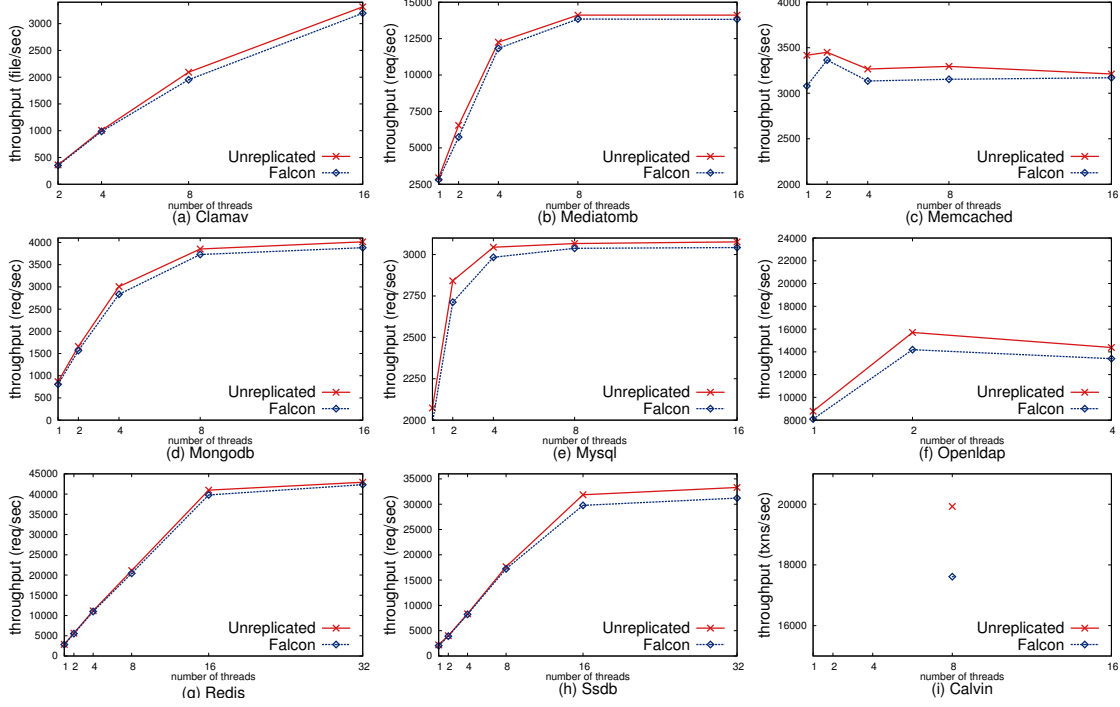 throughput (file/sec)
3000
2500
2000
1500
1000
500
0
Unreplicated
Falcon
2 4 8 16
number of threads
(a) Clamav
throughput (req/sec)
15000
12500
10000
7500
5000
2500
Unreplicated
Falcon
1 2 4 8 16
number of threads
(b) Mediatomb
throughput (req/sec)
4000
3600
3200
2800
2400
2000
Unreplicated
Falcon
1 2 4 8 16
number of threads
(c) Memcached
throughput (req/sec)
4000
3500
3000
2500
2000
1500
1000
500
0
Unreplicated
Falcon
1 2 4 8 16
number of threads
(d) Mongodb
throughput (req/sec)
3000
2750
2500
2250
2000
Unreplicated
Falcon
1 2 4 8 16
number of threads
(e) Mysql
throughput (req/sec)
24000
22000
20000
18000
16000
14000
12000
10000
8000
Unreplicated
Falcon
1 2 4
number of threads
(f) Openldap
throughput (req/sec)
45000
40000
35000
30000
25000
20000
15000
10000
5000
0
Unreplicated
Falcon
1 2 4 8 16 32
(g) Redis
throughput (req/sec)
35000
30000
25000
20000
15000
10000
5000
0
Unreplicated
Falcon
1 2 4 8 16 32
number of threads
(h) Ssdb
throughput (txns/sec)
20000
18000
16000
Unreplicated
Falcon
1 2 4 8 16
number of threads
(i) Calvin